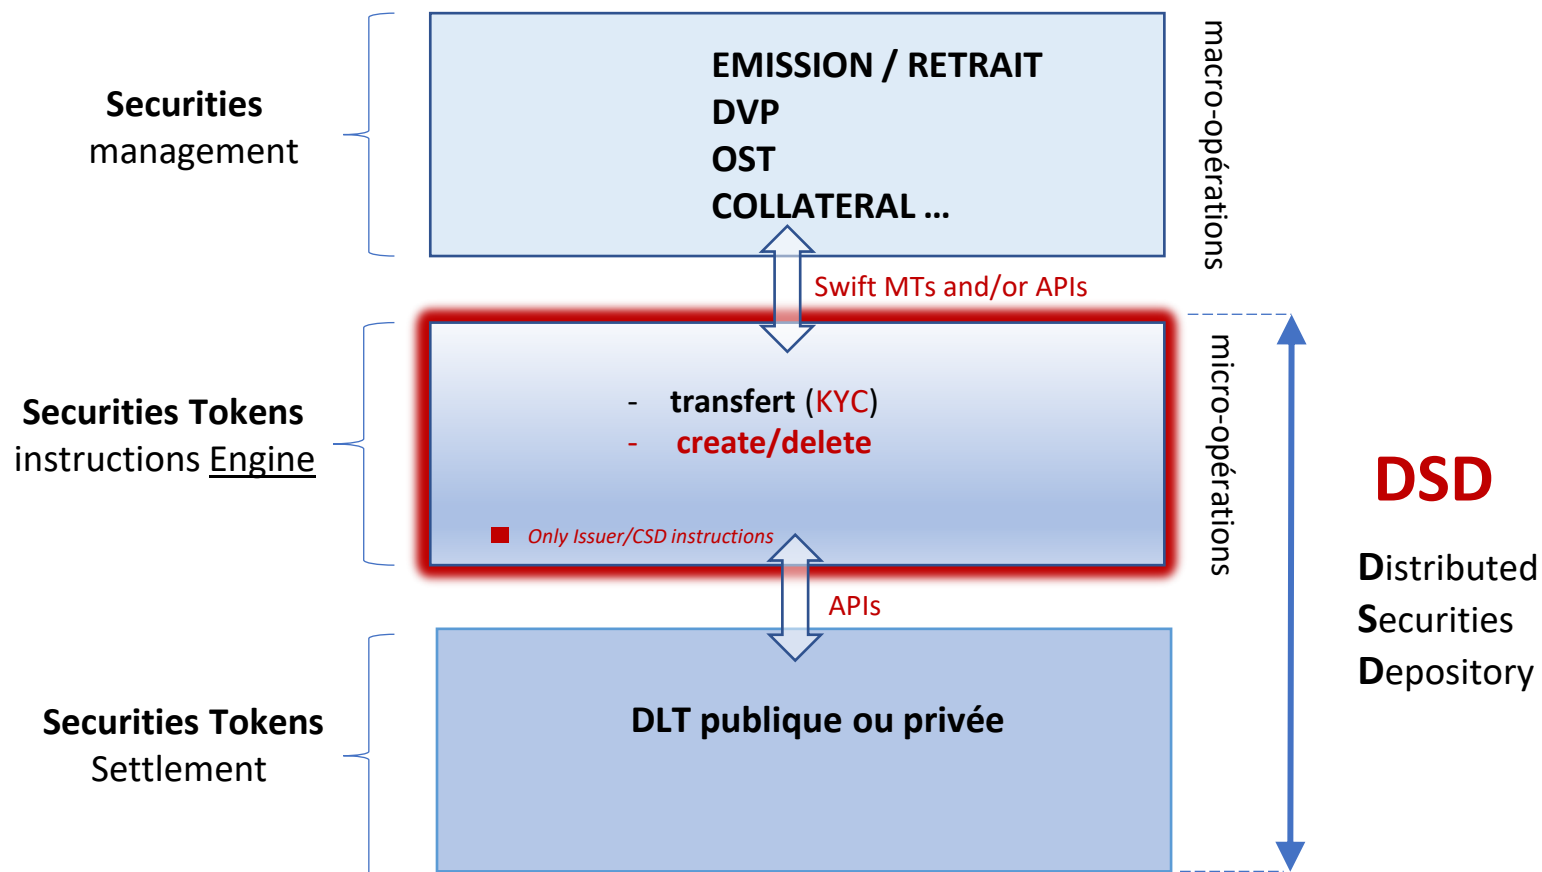 Securities
management
EMISSION / RETRAIT
DVP
OST
COLLATERAL ...
macro-opérations
Swift MTs and/or APIs
Securities Tokens
instructions Engine
- transfert (KYC)
- create/delete
Only Issuer/CSD instructions
micro-opérations
APIs
Securities Tokens
Settlement
DLT publique ou privée
DSD
Distributed
Securities
Depository